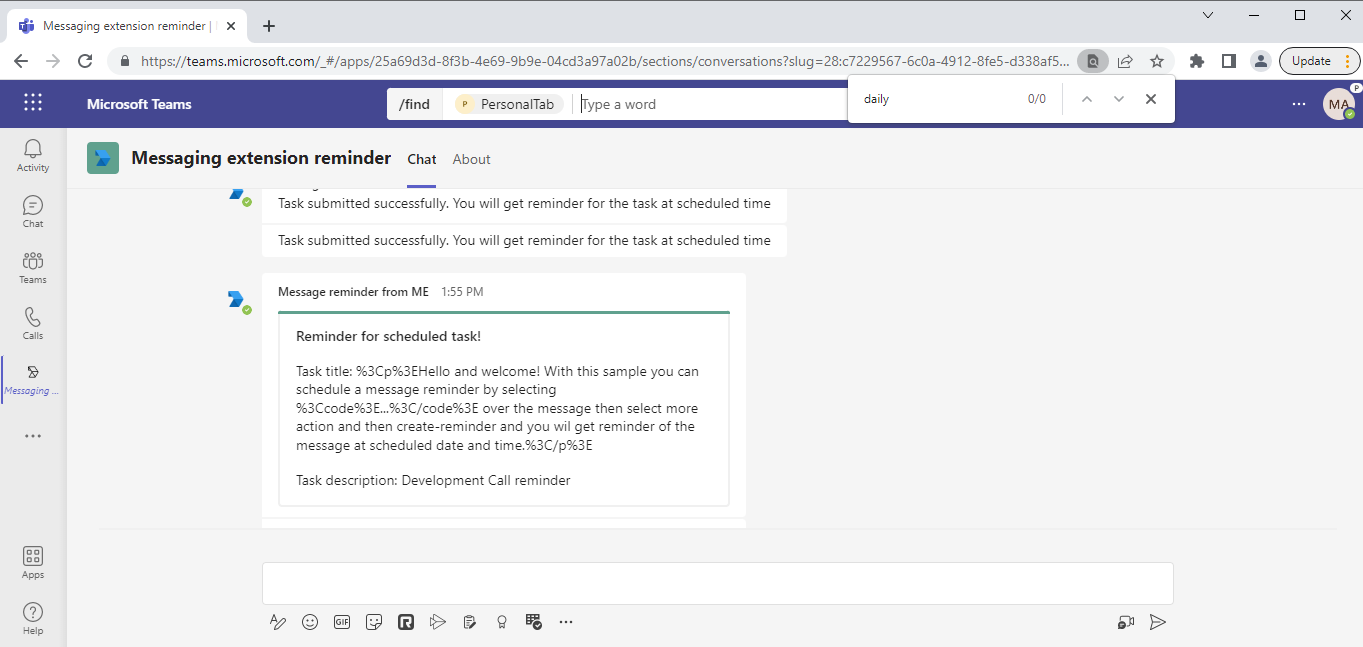 Messaging extension reminder |
https://teams.microsoft.com/_#/apps/25a69d3d-8f3b-4e69-9b9e-04cd3a97a02b/sections/conversations?slug=28:c7229567-6c0a-4912-8fe5-d338af5...
Update
daily
0/0
Microsoft Teams
/find
P
PersonalTab
Type a word
MA
P
Activity
Chat
Teams
Calls
Messaging ...
Apps
Help
Messaging extension reminder
Chat
About
Task submitted successfully. You will get reminder for the task at scheduled time
Task submitted successfully. You will get reminder for the task at scheduled time
Message reminder from ME 1:55 PM
Reminder for scheduled task!
Task title: %3Cp%3EHello and welcome! With this sample you can
schedule a message reminder by selecting
%3Ccode%3E...%3C/code%3E over the message then select more
action and then create-reminder and you wil get reminder of the
message at scheduled date and time.%3C/p%3E
Task description: Development Call reminder
GIF